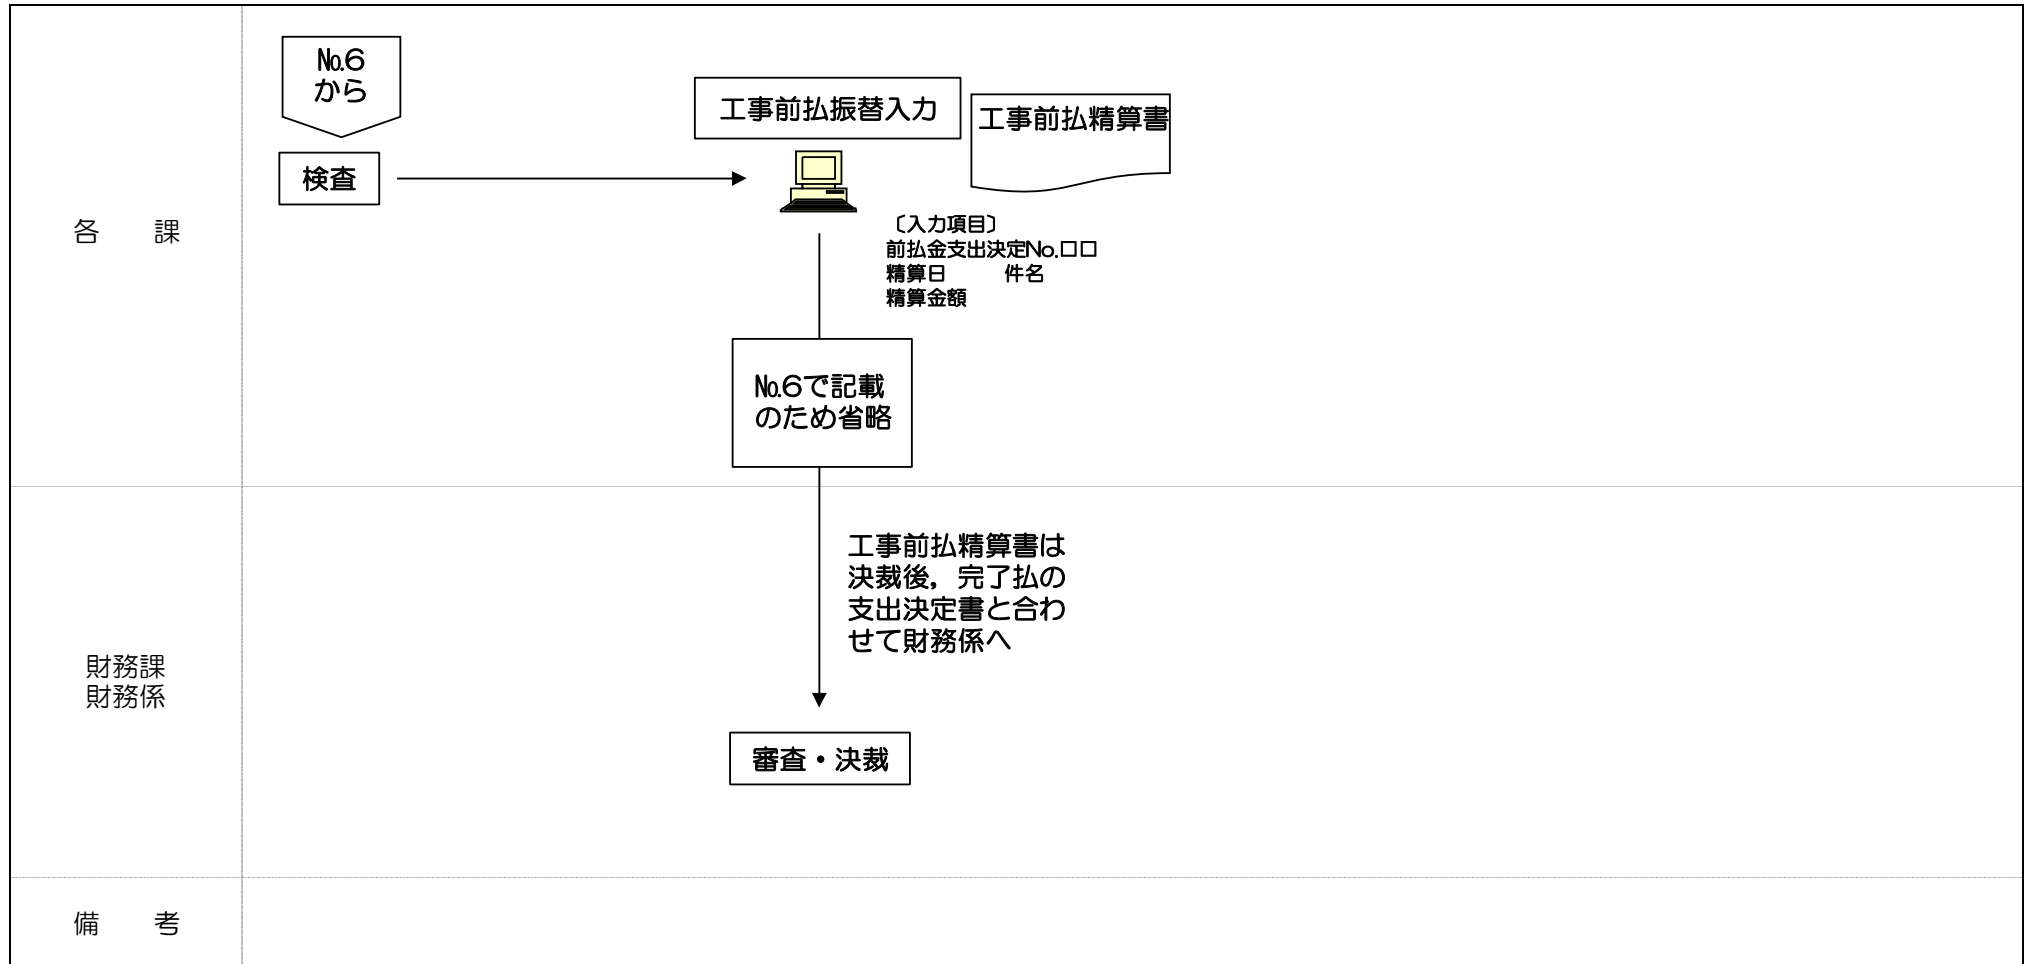 №6
から
工事前払振替入力
工事前払精算書
検査
各　　課
〔入力項目〕
前払金支出決定No.□□
精算日　　　件名
精算金額
№6で記載
のため省略
工事前払精算書は
決裁後，完了払の
支出決定書と合わ
せて財務係へ
財務課
財務係
審査・決裁
備　　考